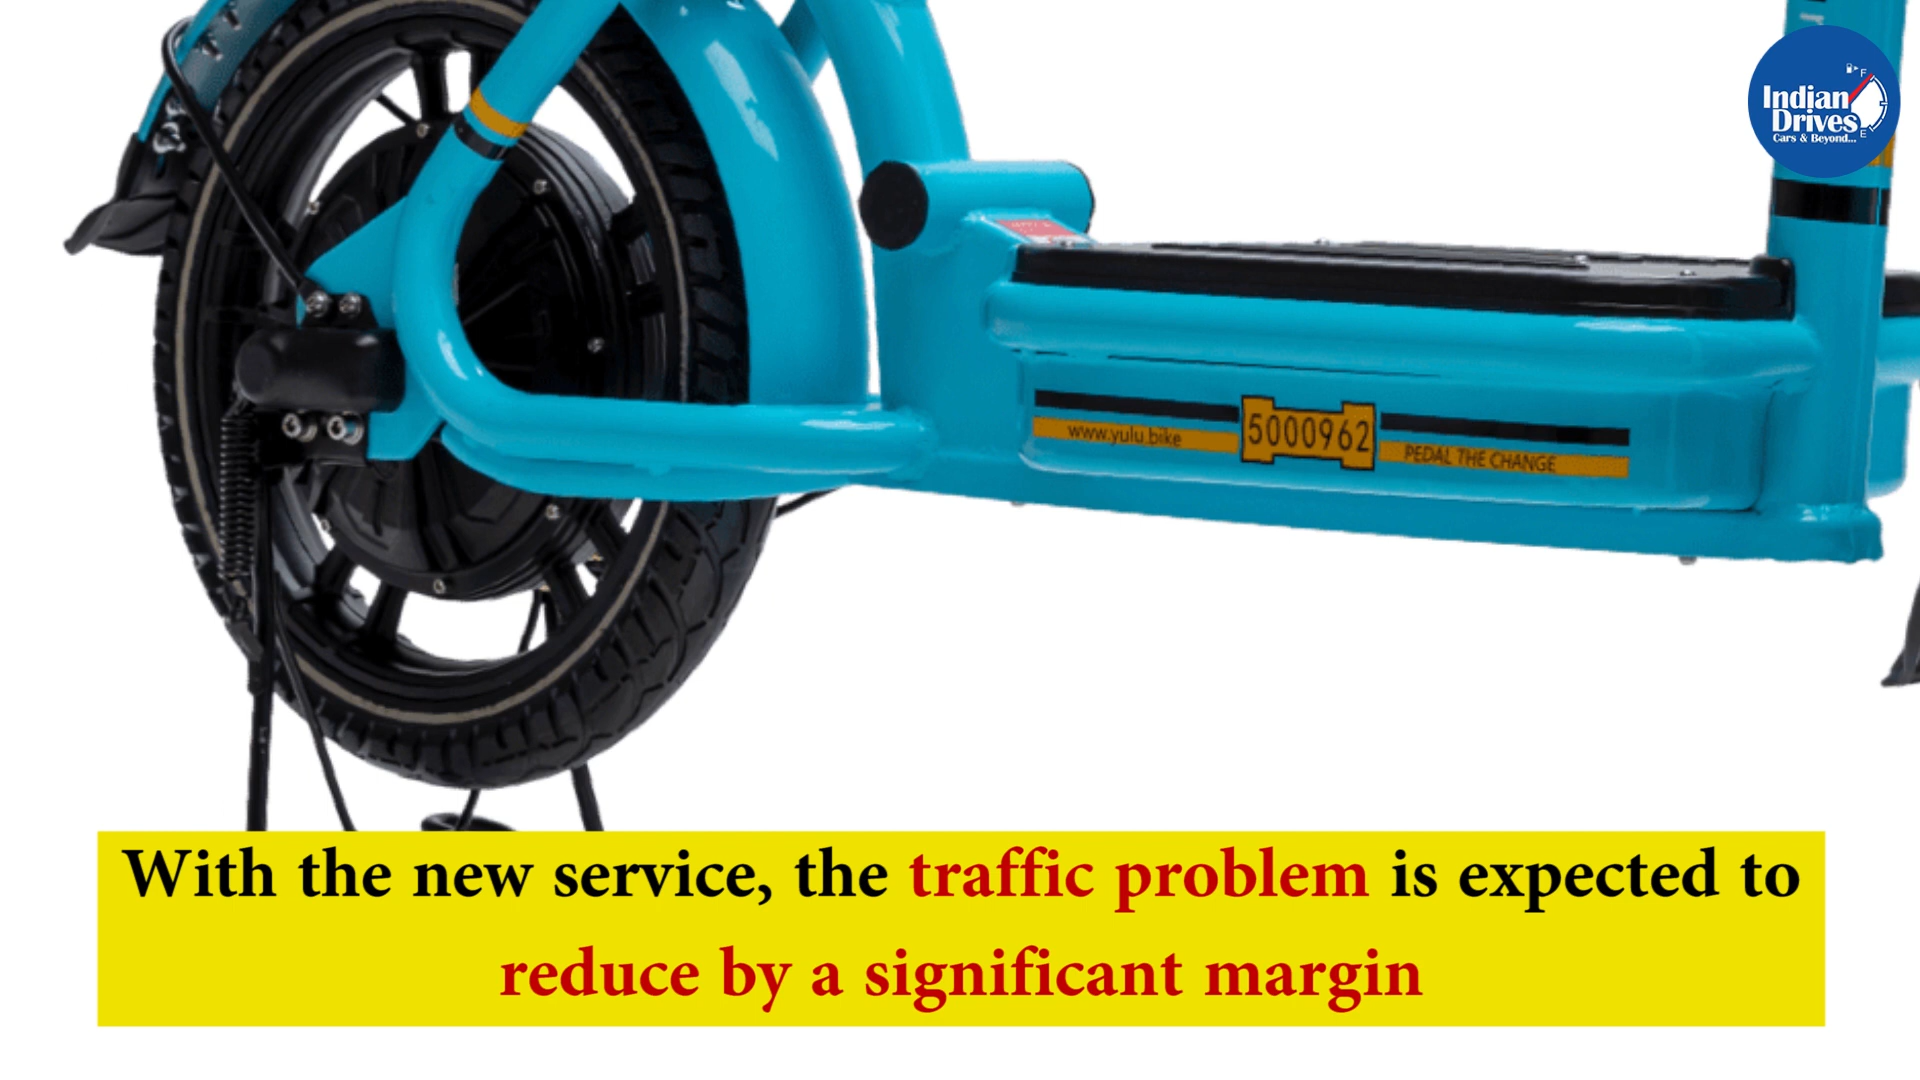 Indian
Drives
Cars & Beyond...
F
E
www.yulu.bike
5000962
PEDAL THE CHANGE
With the new service, the traffic problem is expected to
reduce by a significant margin